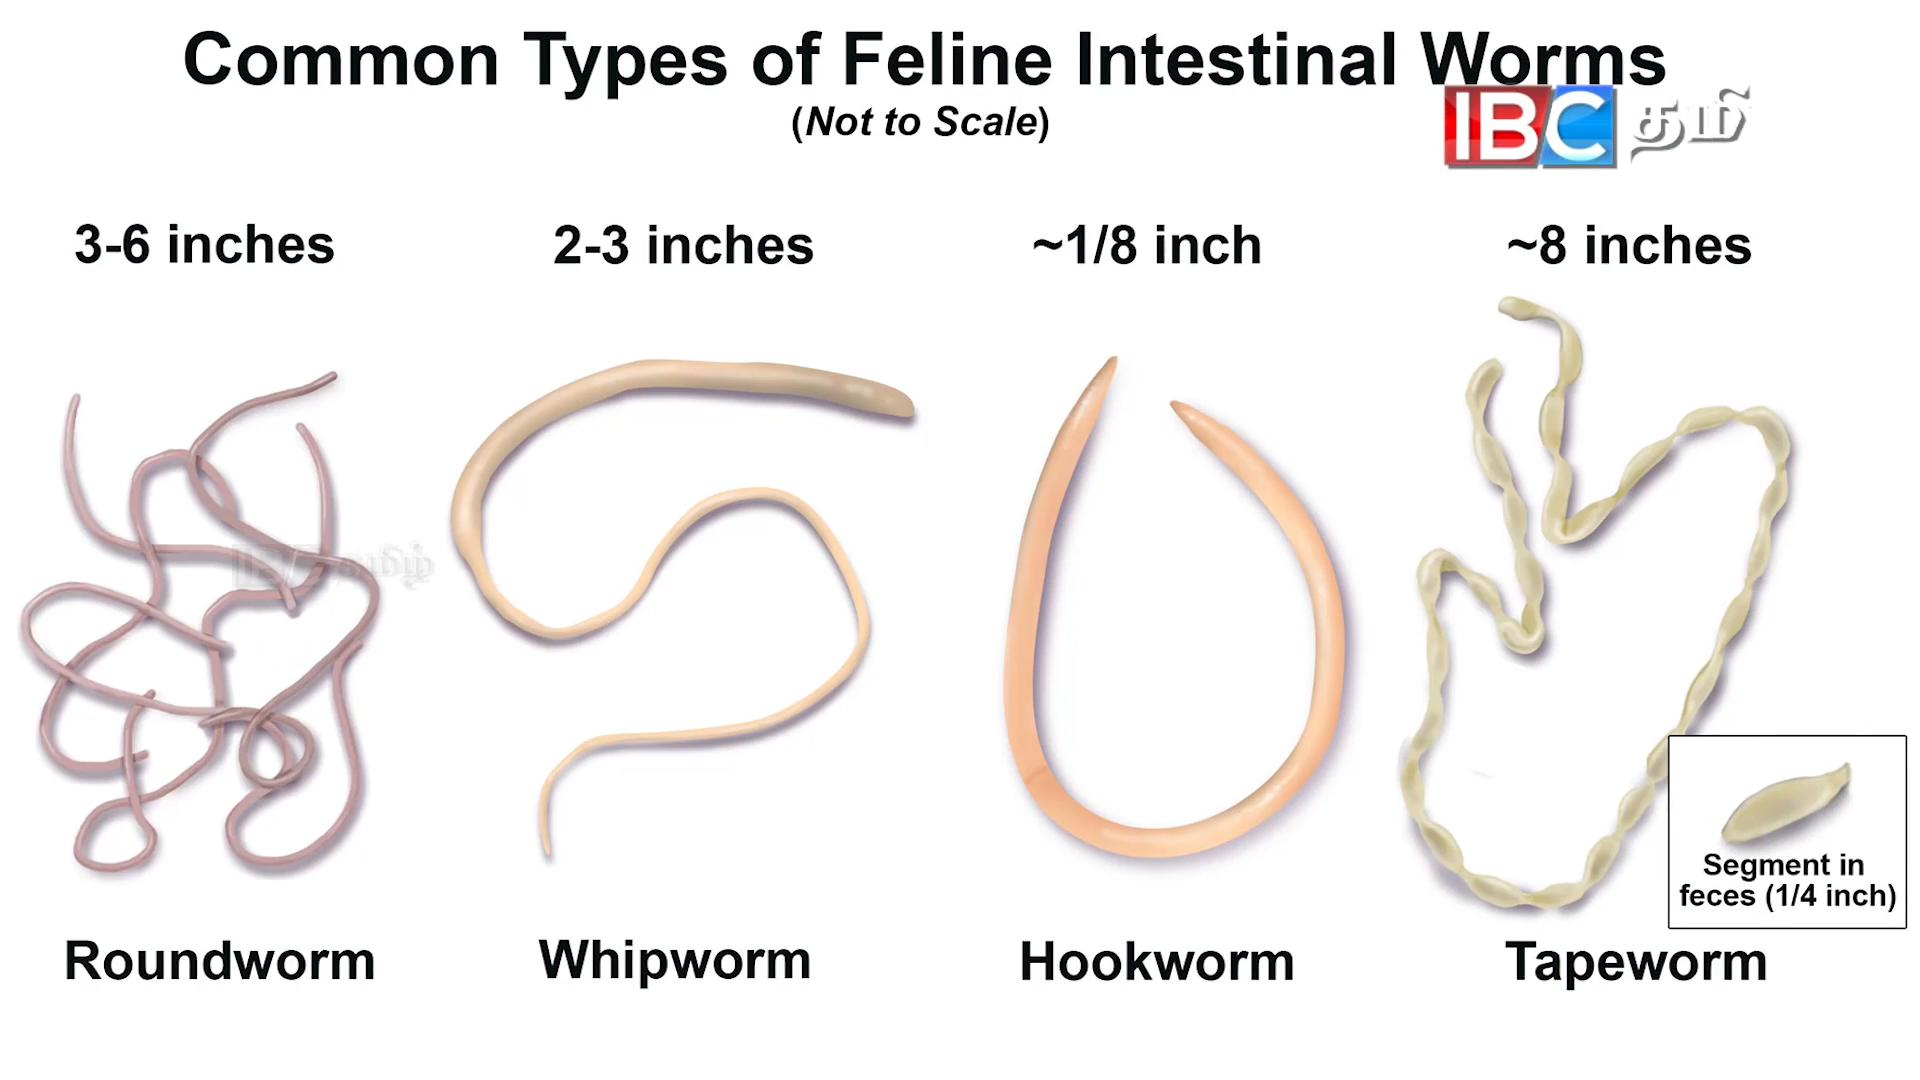 Common Types of Feline Intestinal Worms
(Not to Scale)
IBC தமி
3-6 inches
2-3 inches
~1/8 inch
~8 inches
தமிழ்
Segment in
feces (1/4 inch)
Roundworm
Whipworm
Hookworm
Tapeworm